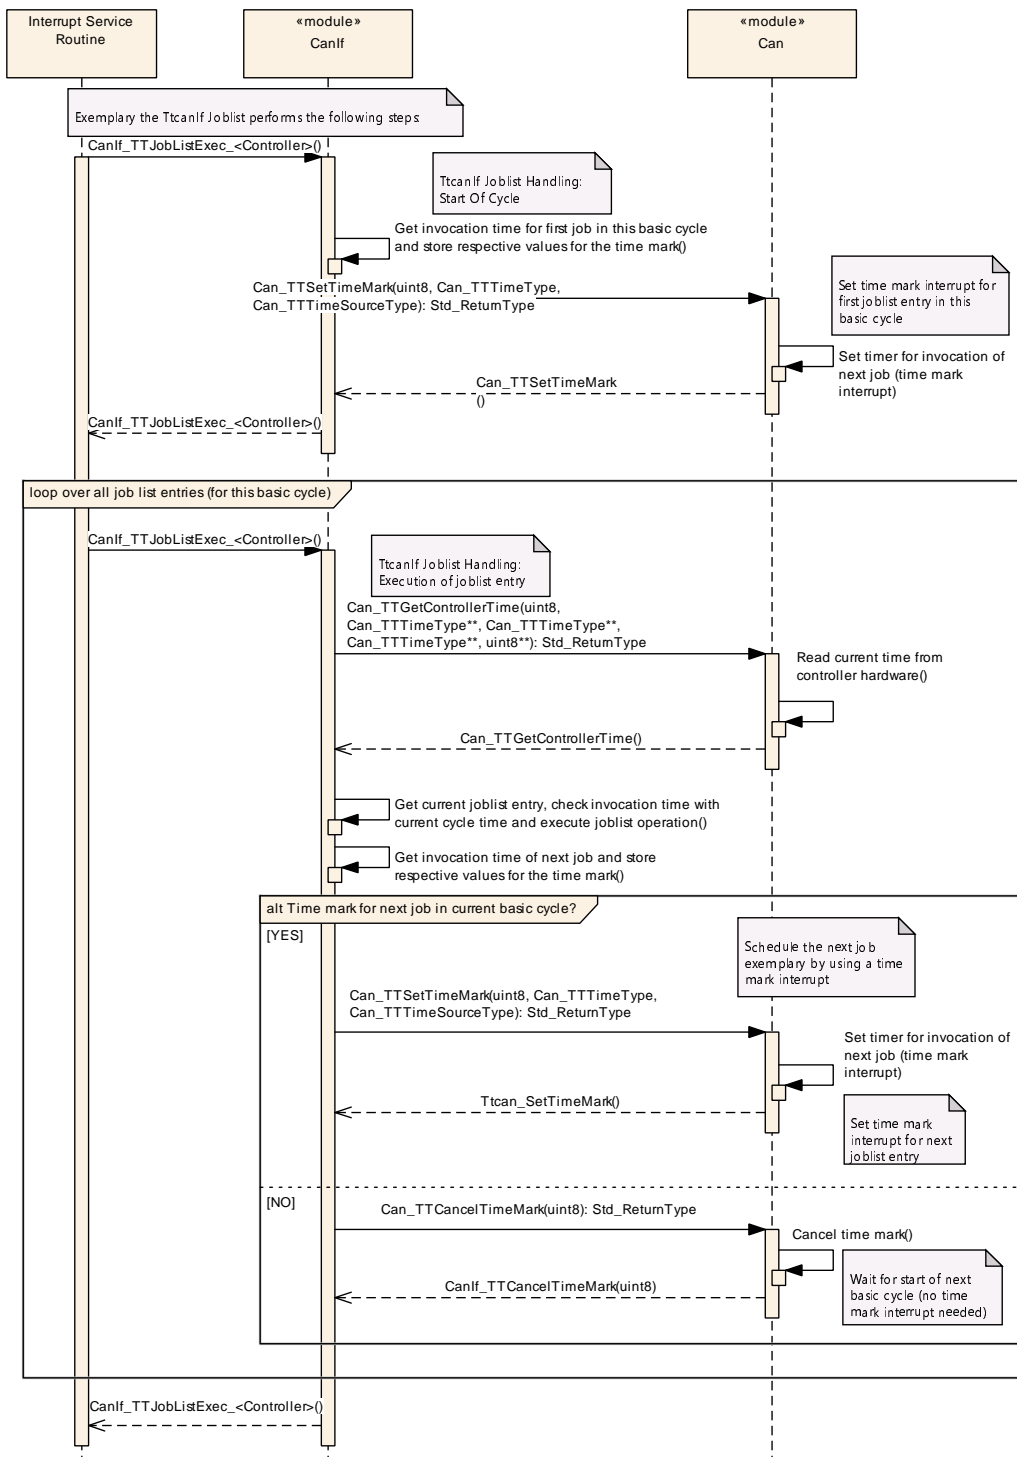 Interrupt Service
Routine
«module»
CanIf
«module»
Can
Exemplary the TtcanIf Joblist performs the following steps:
CanIf_TTJobListExec_<Controller>()
TtcanIf Joblist Handling:
Start Of Cycle
Get invocation time for first job in this basic cycle
and store respective values for the time mark()
Can_TTSetTimeMark(uint8, Can_TTTimeType,
Can_TTTimeSourceType): Std_ReturnType
Set time mark interrupt for
first joblist entry in this
basic cycle
Set timer for invocation of
next job (time mark
interrupt)
Can_TTSetTimeMark
()
CanIf_TTJobListExec_<Controller>()
loop over all job list entries (for this basic cycle)
CanIf_TTJobListExec_<Controller>()
TtcanIf Joblist Handling:
Execution of joblist entry
Can_TTGetControllerTime(uint8,
Can_TTTimeType**, Can_TTTimeType**,
Can_TTTimeType**, uint8**): Std_ReturnType
Read current time from
controller hardware()
Can_TTGetControllerTime()
Get current joblist entry, check invocation time with
current cycle time and execute joblist operation()
Get invocation time of next job and store
respective values for the time mark()
alt Time mark for next job in current basic cycle?
[YES]
Schedule the next job
exemplary by using a time
mark interrupt
Can_TTSetTimeMark(uint8, Can_TTTimeType,
Can_TTTimeSourceType): Std_ReturnType
Set timer for invocation of
next job (time mark
interrupt)
Ttcan_SetTimeMark()
Set time mark
interrupt for next
joblist entry
[NO]
Can_TTCancelTimeMark(uint8): Std_ReturnType
Cancel time mark()
Wait for start of next
basic cycle (no time
mark interrupt needed)
CanIf_TTCancelTimeMark(uint8)
CanIf_TTJobListExec_<Controller>()